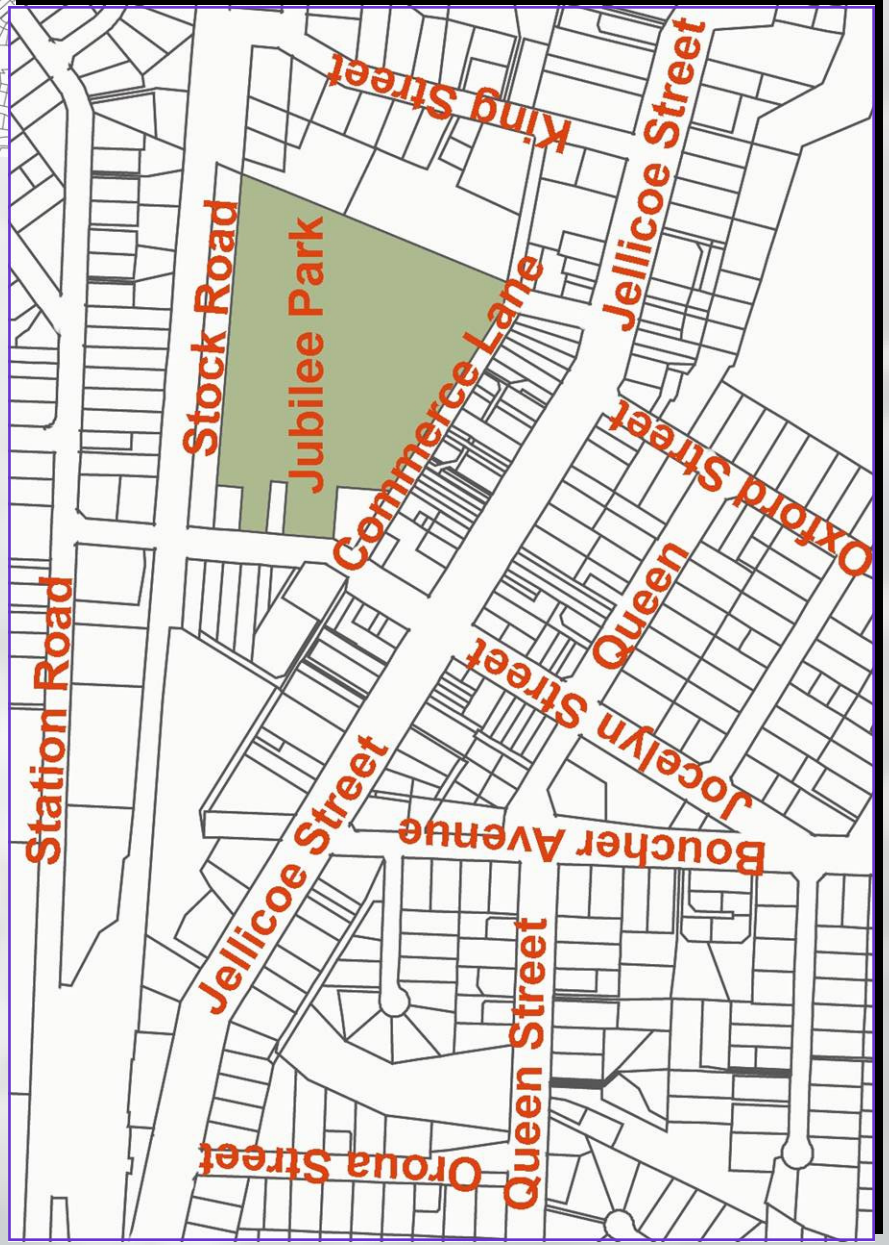 King Street
Jellicoe Street
Stock Road
Jubilee Park
Commerce Lane
Oxford Street
Queen
Jocelyn Street
Station Road
Jellicoe Street
Boucher Avenue
Queen Street
Oroua Street